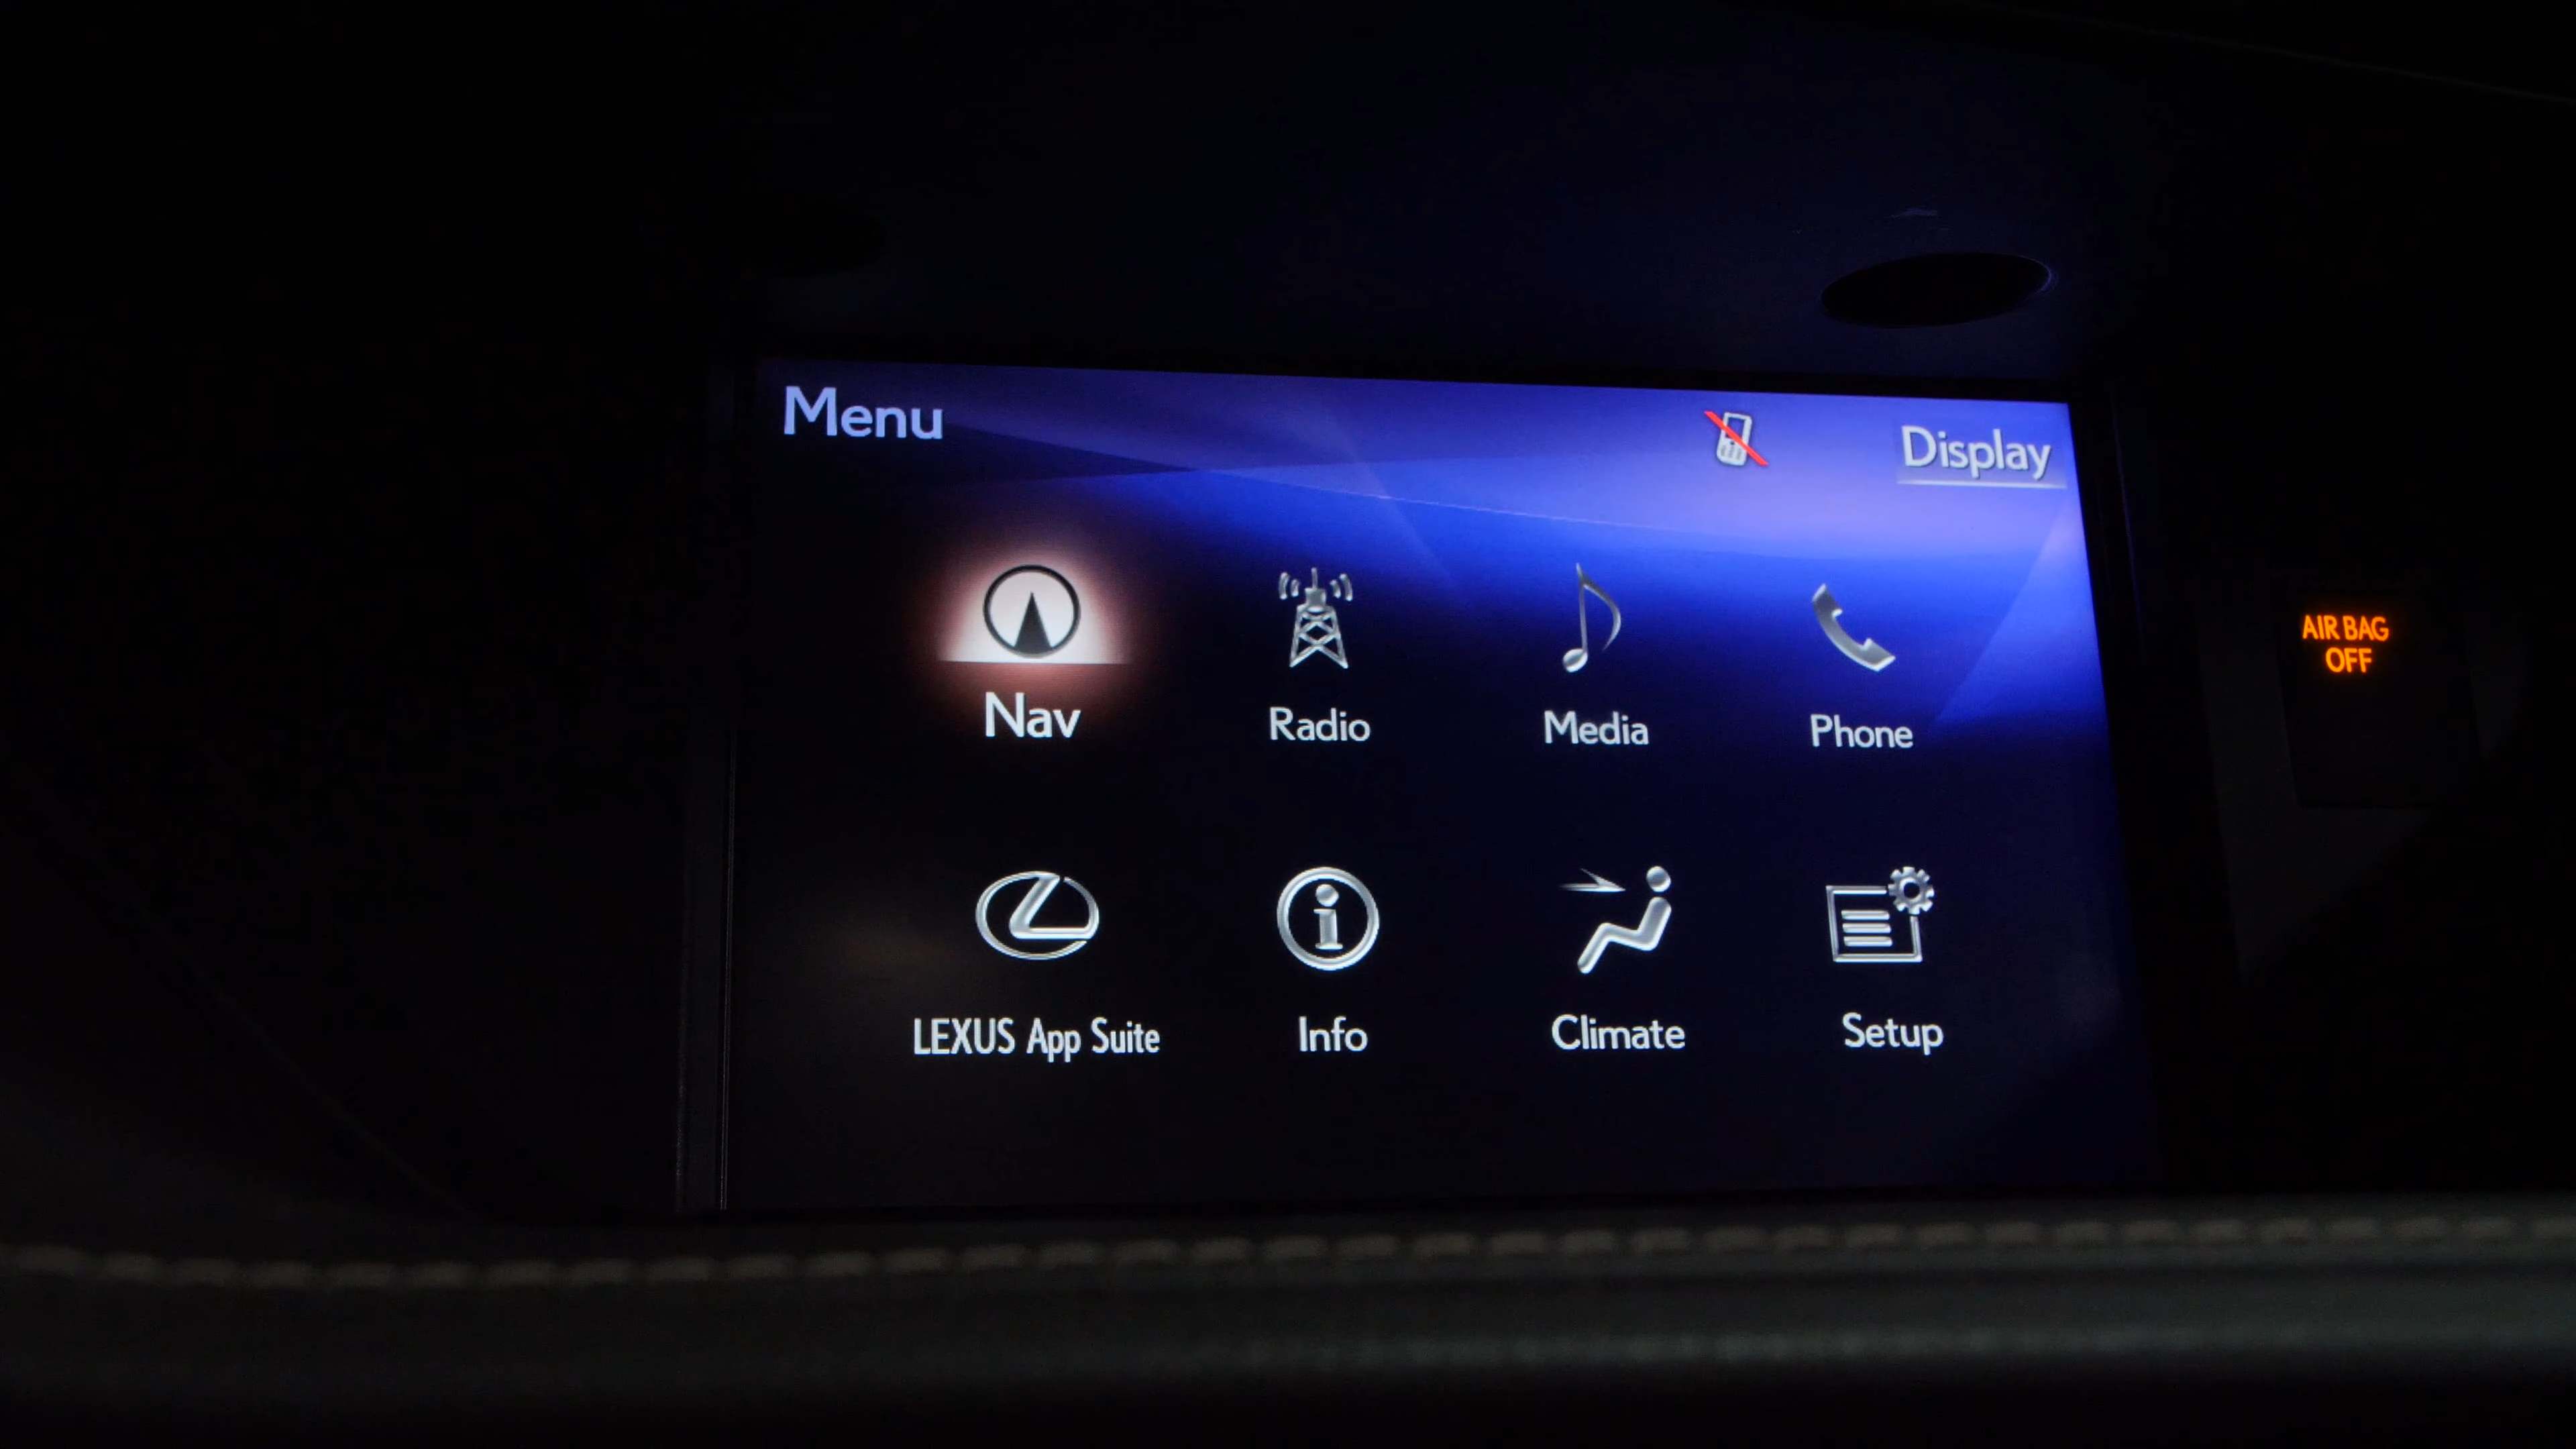 Menu
Display
Nav
Radio
Media
Phone
LEXUS App Suite
Info
Climate
Setup
AIR BAG
OFF